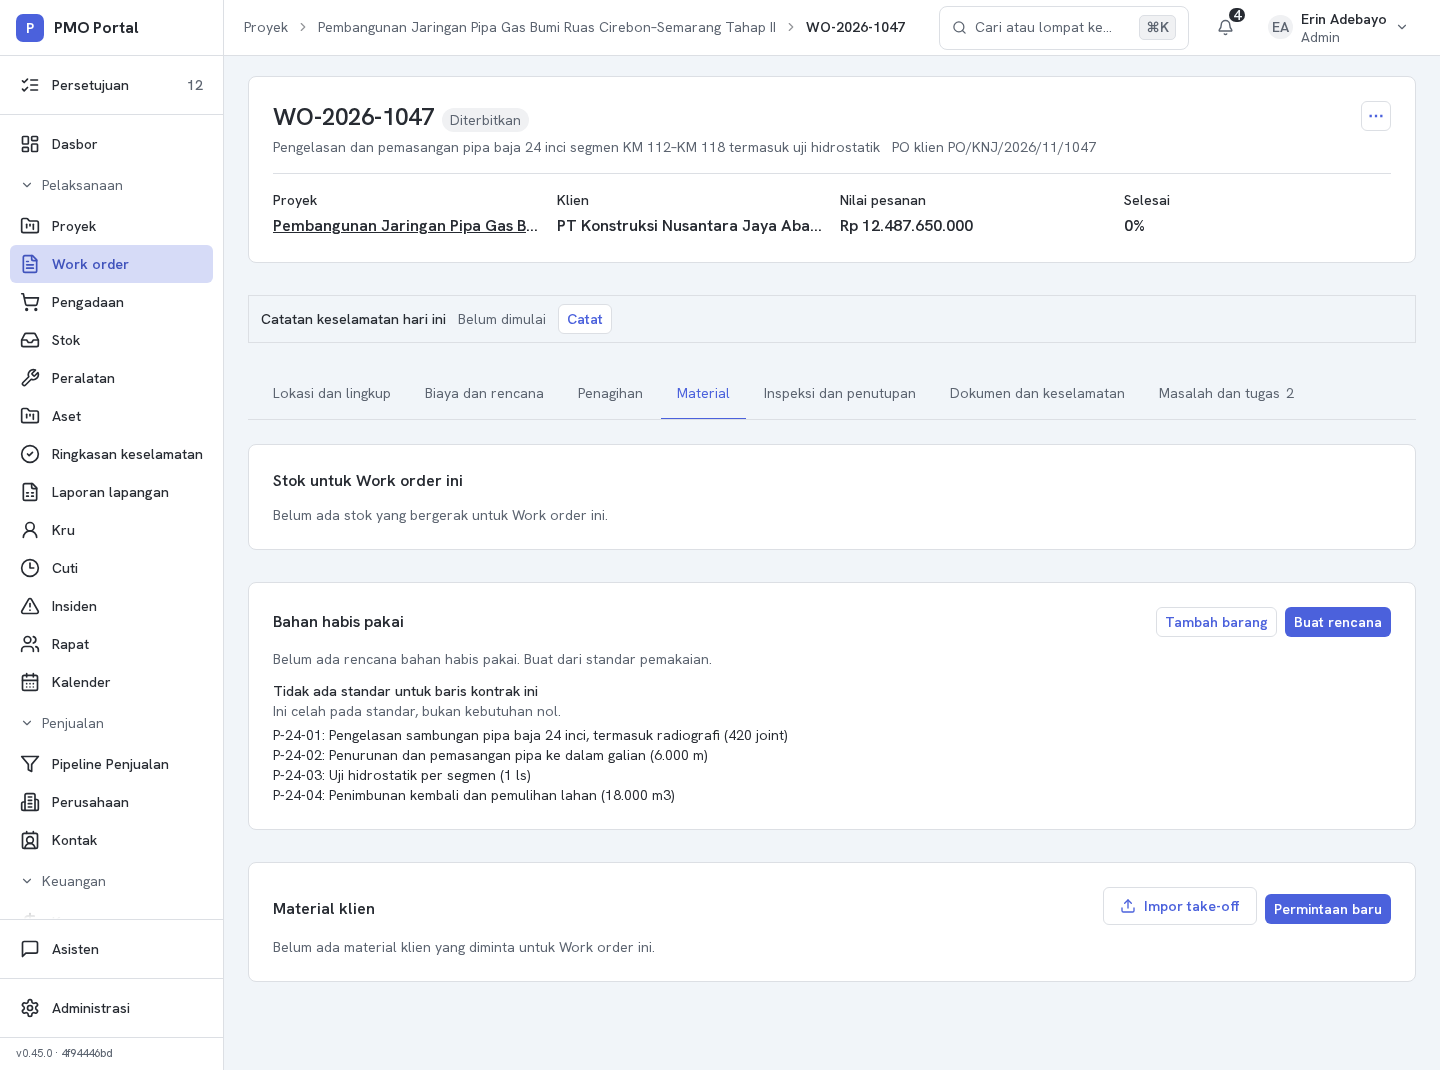 P
PMO Portal
Proyek
Pembangunan Jaringan Pipa Gas Bumi Ruas Cirebon–Semarang Tahap II
WO-2026-1047
Cari atau lompat ke...
⌘K
4
EA
Erin Adebayo
Admin
Persetujuan
12
Dasbor
Pelaksanaan
Proyek
Work order
Pengadaan
Stok
Peralatan
Aset
Ringkasan keselamatan
Laporan lapangan
Kru
Cuti
Insiden
Rapat
Kalender
Penjualan
Pipeline Penjualan
Perusahaan
Kontak
Keuangan
Asisten
Administrasi
v0.45.0 · 4f94446bd
WO-2026-1047
Diterbitkan
Pengelasan dan pemasangan pipa baja 24 inci segmen KM 112–KM 118 termasuk uji hidrostatik
PO klien PO/KNJ/2026/11/1047
Proyek
Klien
Nilai pesanan
Selesai
Pembangunan Jaringan Pipa Gas B...
PT Konstruksi Nusantara Jaya Aba...
Rp 12.487.650.000
0%
Catatan keselamatan hari ini
Belum dimulai
Catat
Lokasi dan lingkup
Biaya dan rencana
Penagihan
Material
Inspeksi dan penutupan
Dokumen dan keselamatan
Masalah dan tugas 2
Stok untuk Work order ini
Belum ada stok yang bergerak untuk Work order ini.
Bahan habis pakai
Tambah barang
Buat rencana
Belum ada rencana bahan habis pakai. Buat dari standar pemakaian.
Tidak ada standar untuk baris kontrak ini
Ini celah pada standar, bukan kebutuhan nol.
P-24-01: Pengelasan sambungan pipa baja 24 inci, termasuk radiografi (420 joint)
P-24-02: Penurunan dan pemasangan pipa ke dalam galian (6.000 m)
P-24-03: Uji hidrostatik per segmen (1 ls)
P-24-04: Penimbunan kembali dan pemulihan lahan (18.000 m3)
Material klien
Impor take-off
Permintaan baru
Belum ada material klien yang diminta untuk Work order ini.